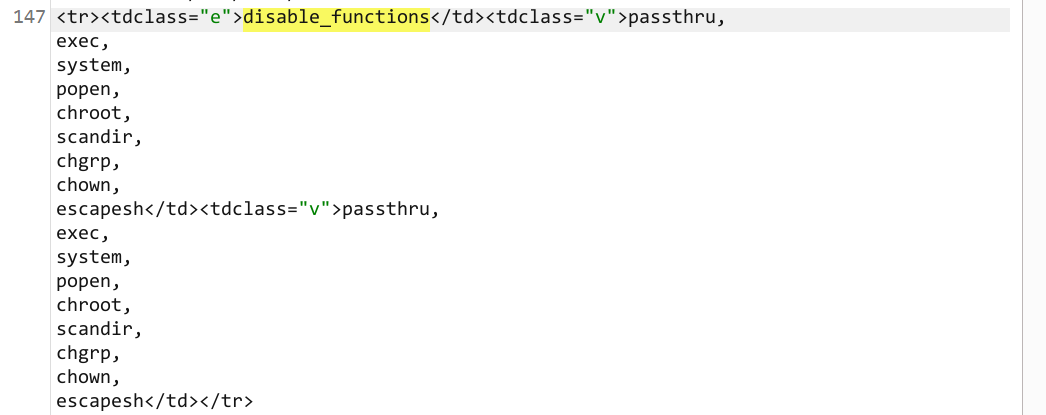 147 <tr><tdclass="e">disable_functions</td><tdclass="v">passthru,
exec,
system,
popen,
chroot,
scandir,
chgrp,
chown,
escapesh</td><tdclass="v">passthru,
exec,
system,
popen,
chroot,
scandir,
chgrp,
chown,
escapesh</td></tr>